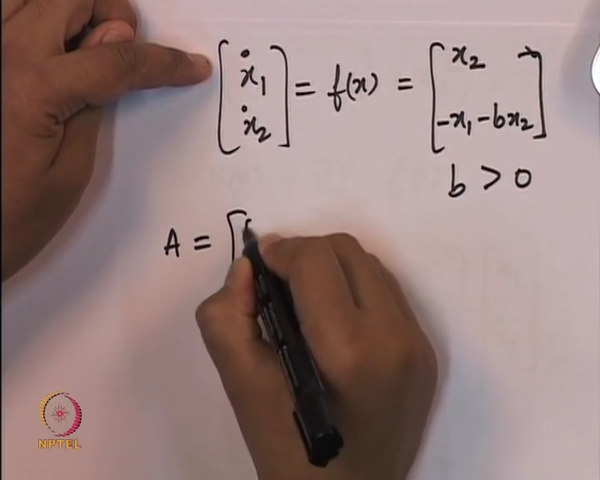 [ẋ₁ ẋ₂] = f(x) = [x₂ -x₁-bx₂]
b > 0
A = [
NPTEL